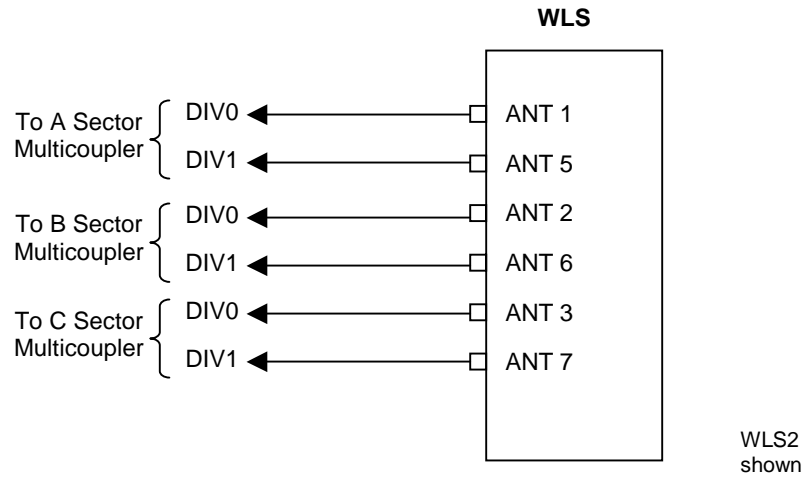 WLS
To A Sector
Multicoupler
DIV0
ANT 1
DIV1
ANT 5
To B Sector
Multicoupler
DIV0
ANT 2
DIV1
ANT 6
To C Sector
Multicoupler
DIV0
ANT 3
DIV1
ANT 7
WLS2
shown